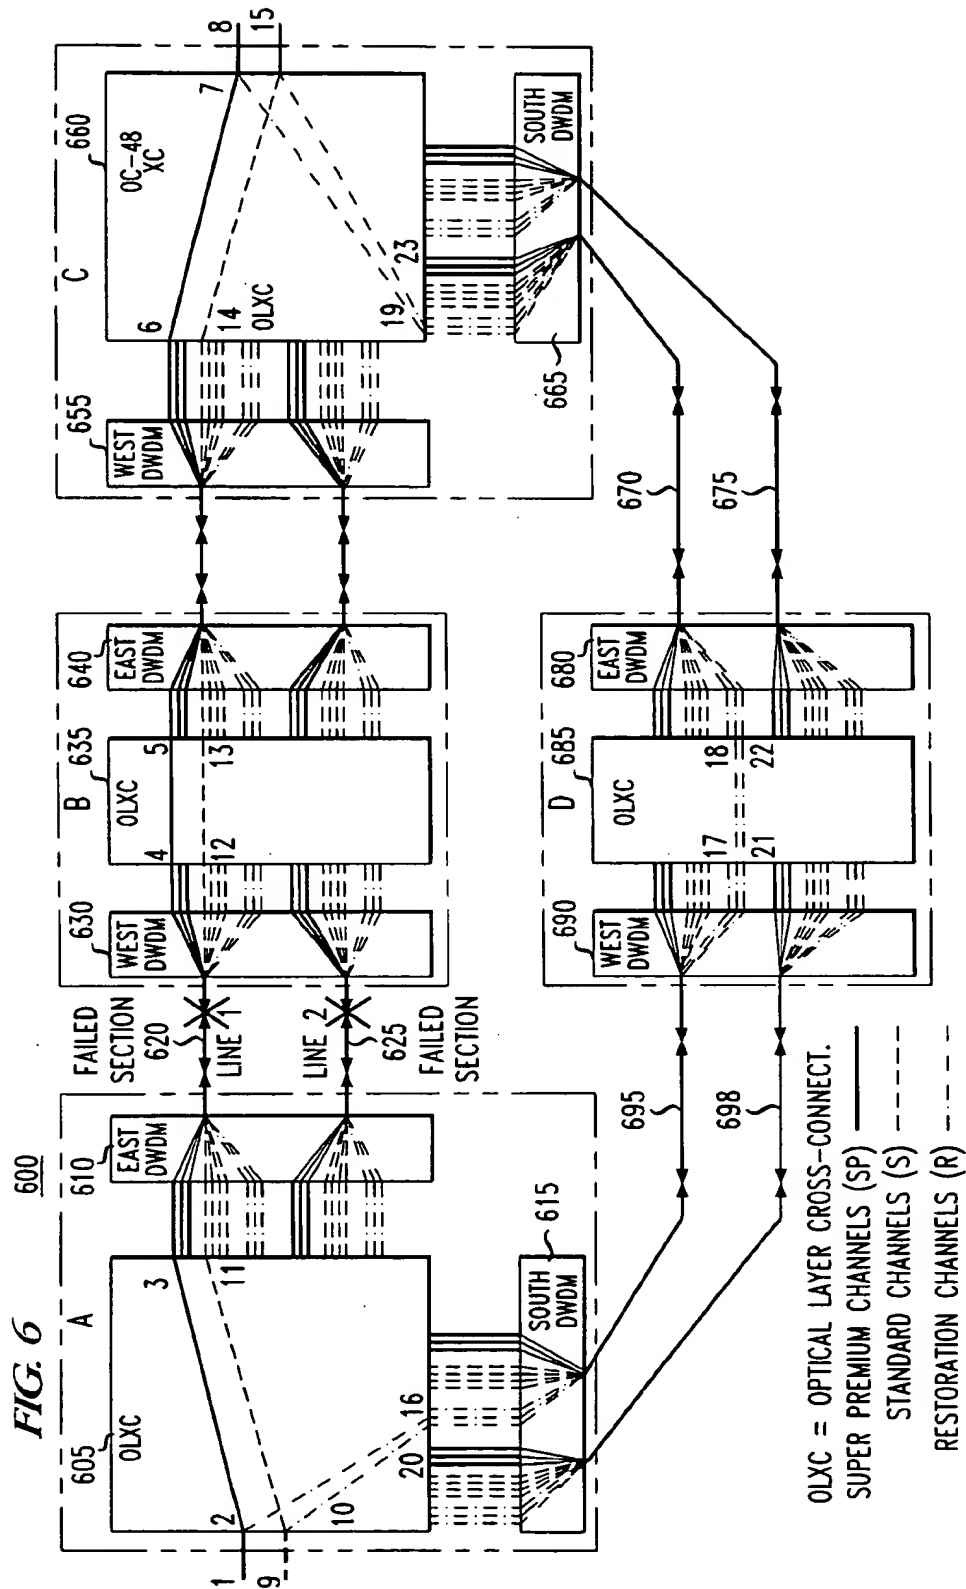 FIG. 6
600
A
605
OLXC
1
2
3
9
10
11
16
20
610
EAST
DWDM
615
SOUTH
DWDM
FAILED
SECTION
620
LINE 1
LINE 2
625
FAILED
SECTION
B
630
WEST
DWDM
635
OLXC
4
5
12
13
640
EAST
DWDM
C
655
WEST
DWDM
660
OC-48
XC
6
7
8
14
15
OLXC
19
23
665
SOUTH
DWDM
670
675
D
680
EAST
DWDM
685
OLXC
17
18
21
22
690
WEST
DWDM
695
698
OLXC = OPTICAL LAYER CROSS-CONNECT.
SUPER PREMIUM CHANNELS (SP)
STANDARD CHANNELS (S)
RESTORATION CHANNELS (R)